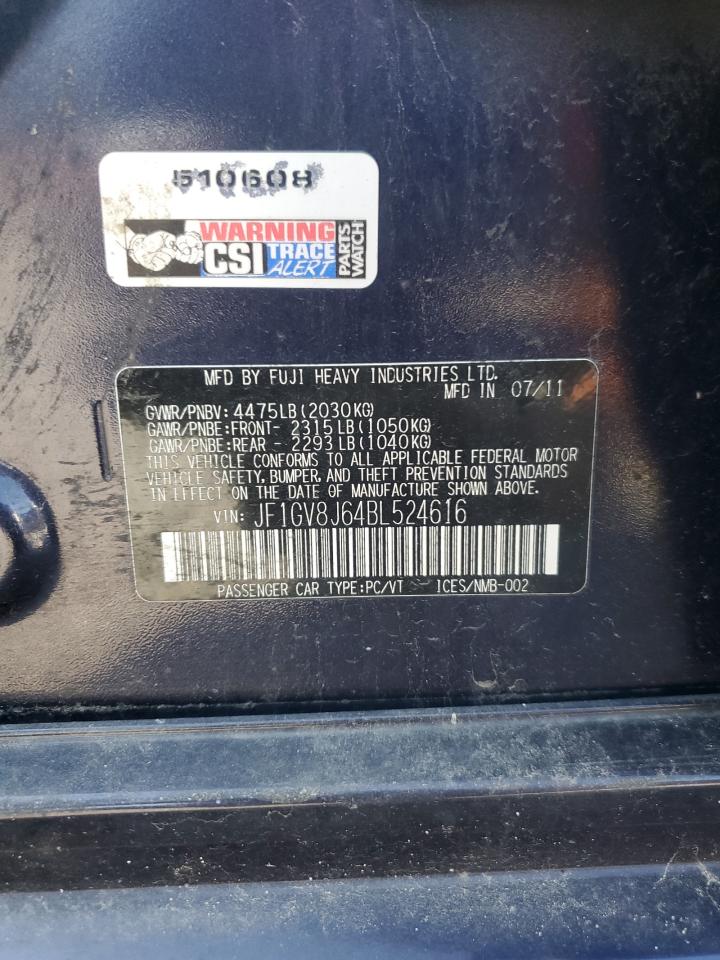 510608
WARNING
CSI TRACE ALERT
PARTS WATCH
MFD BY FUJI HEAVY INDUSTRIES LTD.
MFD IN 07/11
GVWR/PNBV: 4475LB(2030KG)
GAWR/PNBE:FRONT- 2315LB(1050KG)
GAWR/PNBE:REAR - 2293LB(1040KG)
THIS VEHICLE CONFORMS TO ALL APPLICABLE FEDERAL MOTOR
VEHICLE SAFETY, BUMPER, AND THEFT PREVENTION STANDARDS
IN EFFECT ON THE DATE OF MANUFACTURE SHOWN ABOVE.
VIN: JF1GV8J64BL524616
PASSENGER CAR TYPE:PC/VT ICES/NMB-002